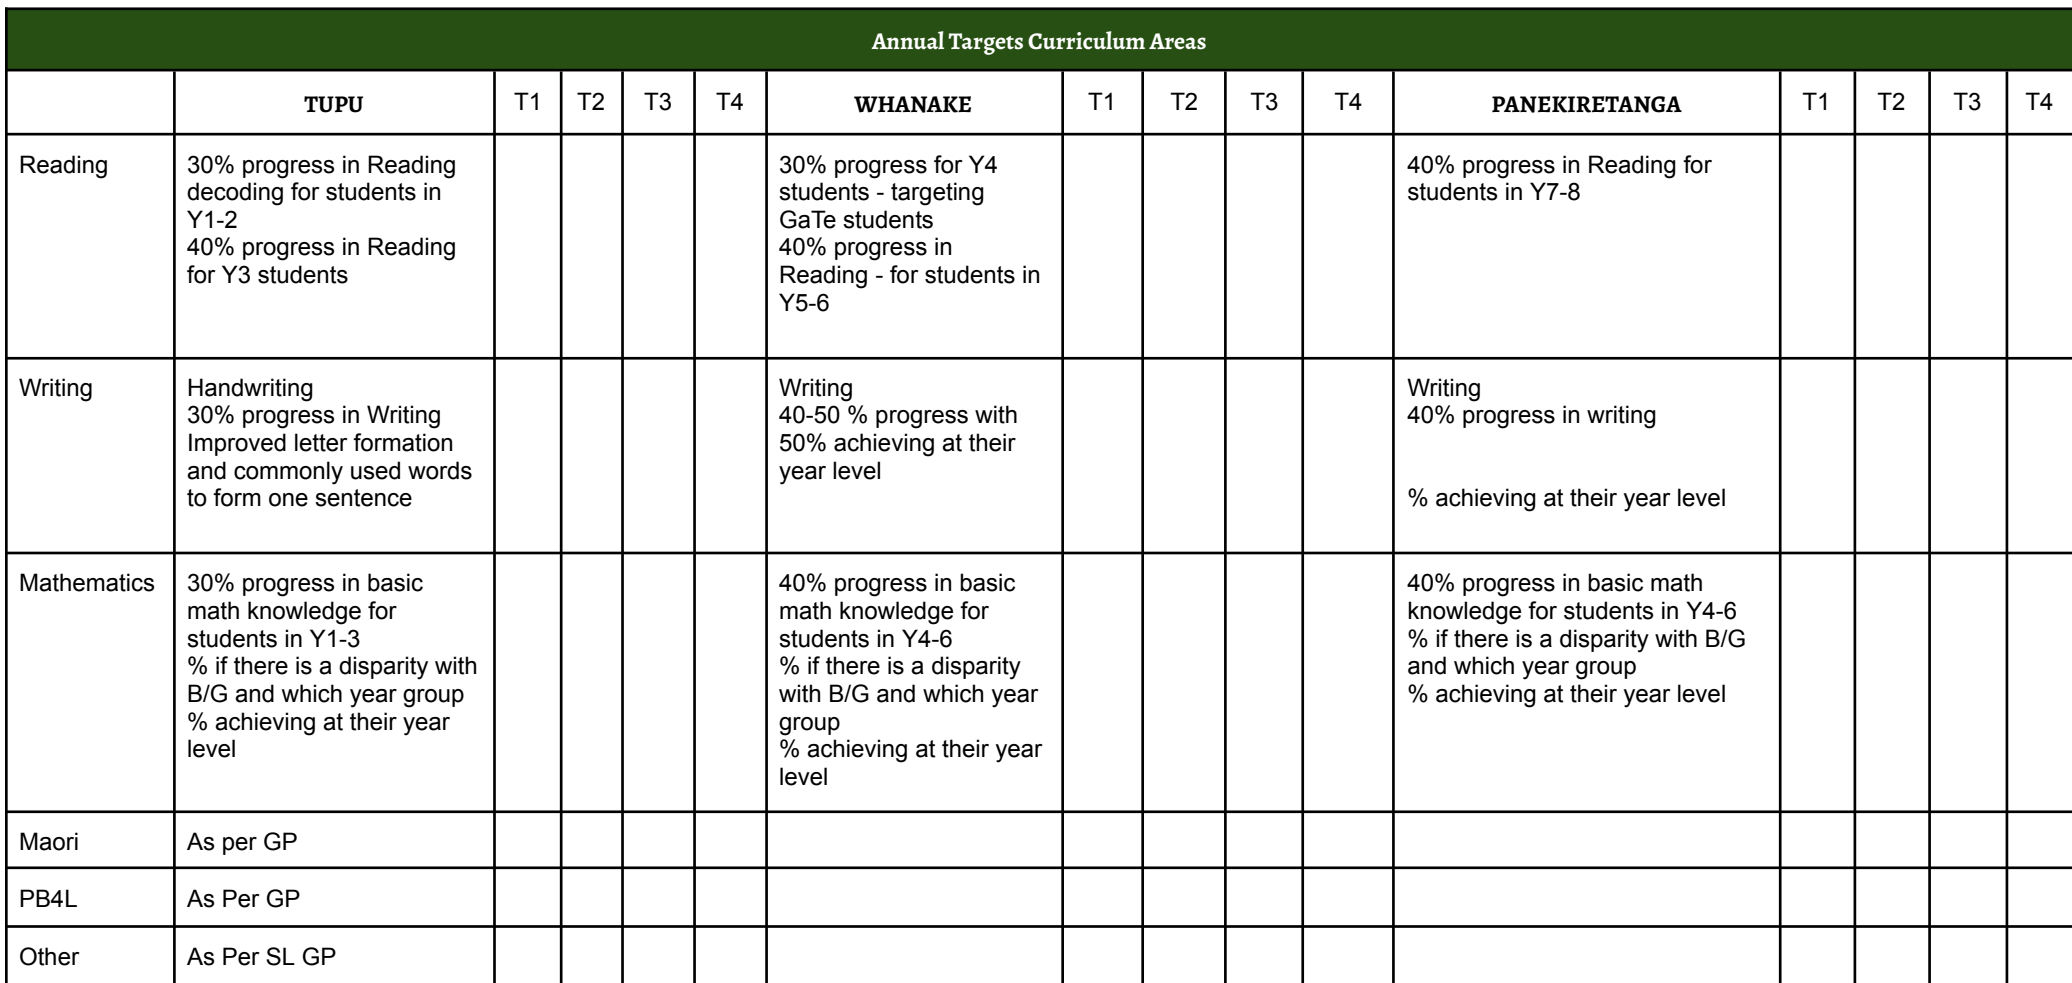 Annual Targets Curriculum Areas
TUPU T1 T2 T3 T4 WHANAKE T1 T2 T3 T4 PANEKIRETANGA T1 T2 T3 T4
Reading
30% progress in Reading
decoding for students in
Y1-2
40% progress in Reading
for Y3 students
30% progress for Y4
students - targeting
GaTe students
40% progress in
Reading - for students in
Y5-6
40% progress in Reading for
students in Y7-8
Writing
Handwriting
30% progress in Writing
Improved letter formation
and commonly used words
to form one sentence
Writing
40-50 % progress with
50% achieving at their
year level
Writing
40% progress in writing
% achieving at their year level
Mathematics
30% progress in basic
math knowledge for
students in Y1-3
% if there is a disparity with
B/G and which year group
% achieving at their year
level
40% progress in basic
math knowledge for
students in Y4-6
% if there is a disparity
with B/G and which year
group
% achieving at their year
level
40% progress in basic math
knowledge for students in Y4-6
% if there is a disparity with B/G
and which year group
% achieving at their year level
Maori
As per GP
PB4L
As Per GP
Other
As Per SL GP